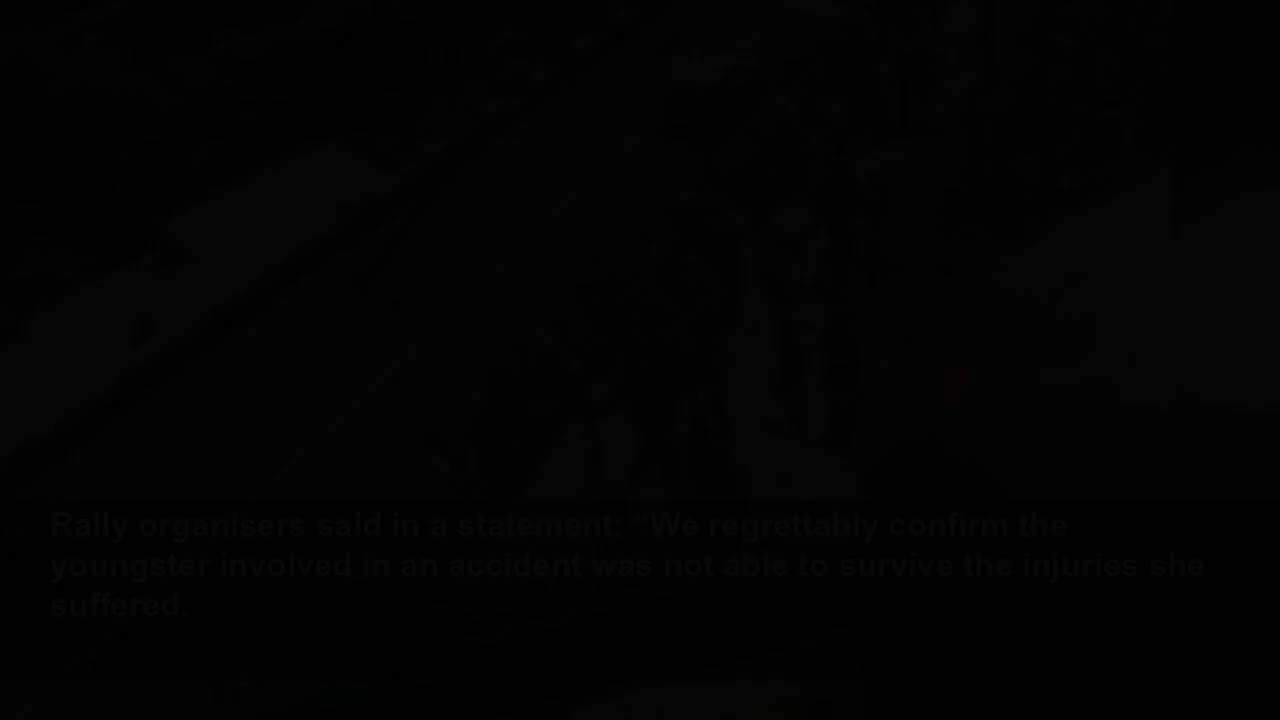 Rally organisers said in a statement: "We regrettably confirm the
youngster involved in an accident was not able to survive the injuries she
suffered.